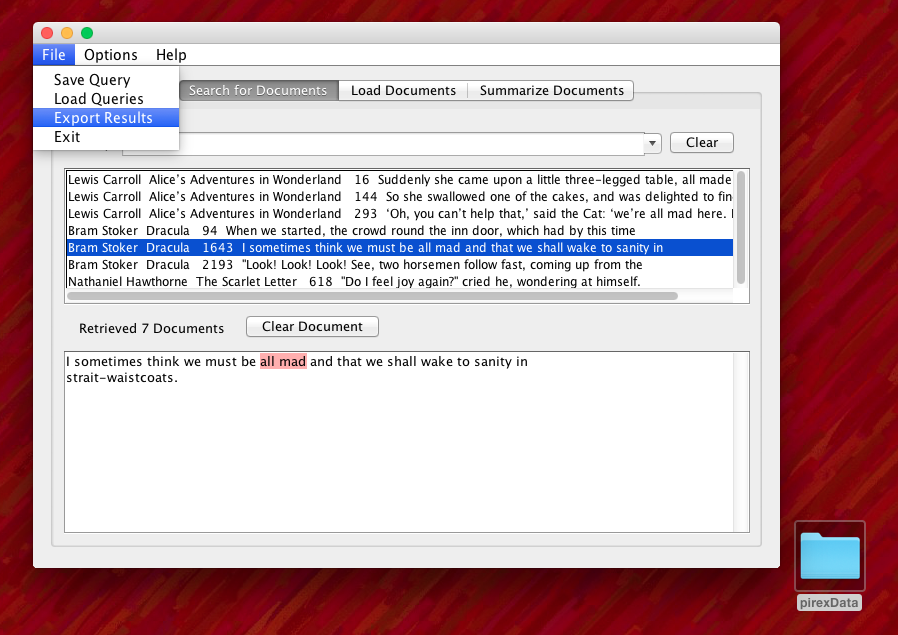 File Options Help
Save Query
Load Queries
Export Results
Exit
Search for Documents Load Documents Summarize Documents
Clear
Lewis Carroll Alice's Adventures in Wonderland 16 Suddenly she came upon a little three-legged table, all made
Lewis Carroll Alice's Adventures in Wonderland 144 So she swallowed one of the cakes, and was delighted to fin
Lewis Carroll Alice's Adventures in Wonderland 293 'Oh, you can't help that,' said the Cat: 'we're all mad here.
Bram Stoker Dracula 94 When we started, the crowd round the inn door, which had by this time
Bram Stoker Dracula 1643 I sometimes think we must be all mad and that we shall wake to sanity in
Bram Stoker Dracula 2193 "Look! Look! Look! See, two horsemen follow fast, coming up from the
Nathaniel Hawthorne The Scarlet Letter 618 "Do I feel joy again?" cried he, wondering at himself.
Retrieved 7 Documents Clear Document
I sometimes think we must be all mad and that we shall wake to sanity in
strait-waistcoats.
pirexData